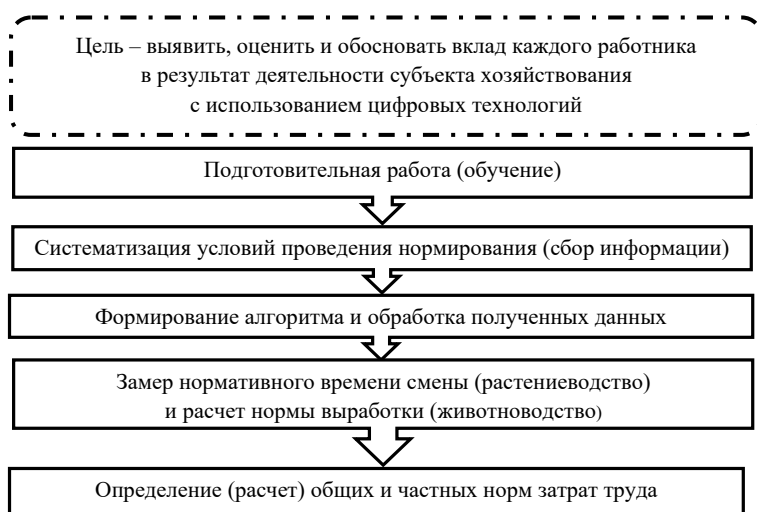 Цель – выявить, оценить и обосновать вклад каждого работника
в результат деятельности субъекта хозяйствования
с использованием цифровых технологий
Подготовительная работа (обучение)
Систематизация условий проведения нормирования (сбор информации)
Формирование алгоритма и обработка полученных данных
Замер нормативного времени смены (растениеводство)
и расчет нормы выработки (животноводство)
Определение (расчет) общих и частных норм затрат труда